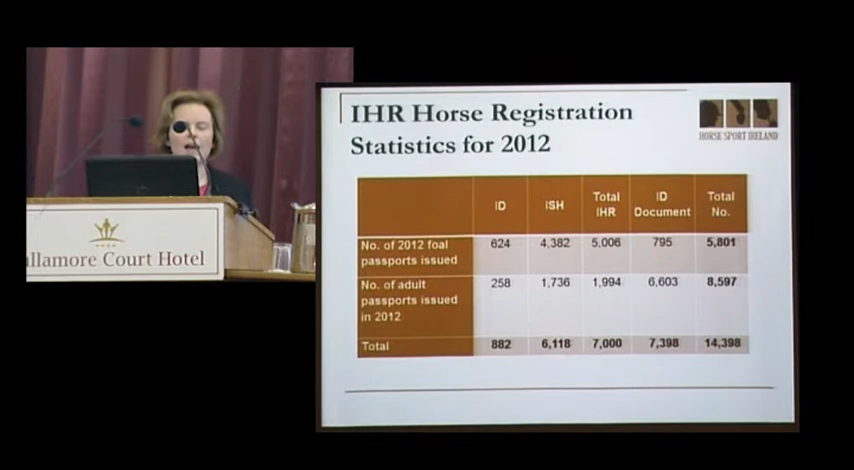 IHR Horse Registration
Statistics for 2012
HORSE SPORT IRELAND
ID ISH Total IHR ID Document Total No.
No. of 2012 foal passports issued 624 4,382 5,006 795 5,801
No. of adult passports issued in 2012 258 1,736 1,994 6,603 8,597
Total 882 6,118 7,000 7,398 14,398
llamore Court Hotel